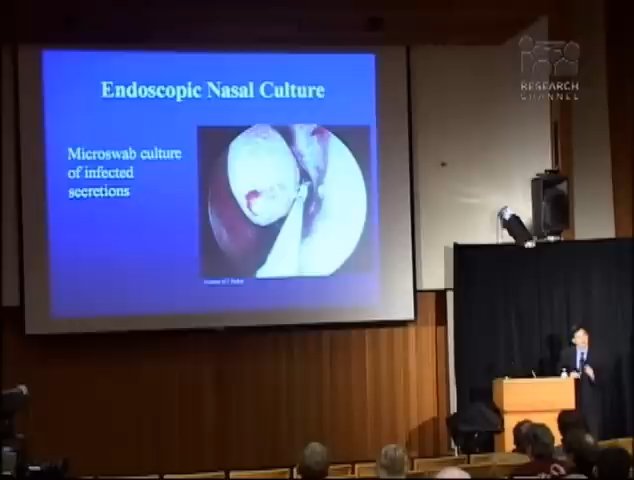 RESEARCH
CHANNEL
Endoscopic Nasal Culture
Microswab culture
of infected
secretions